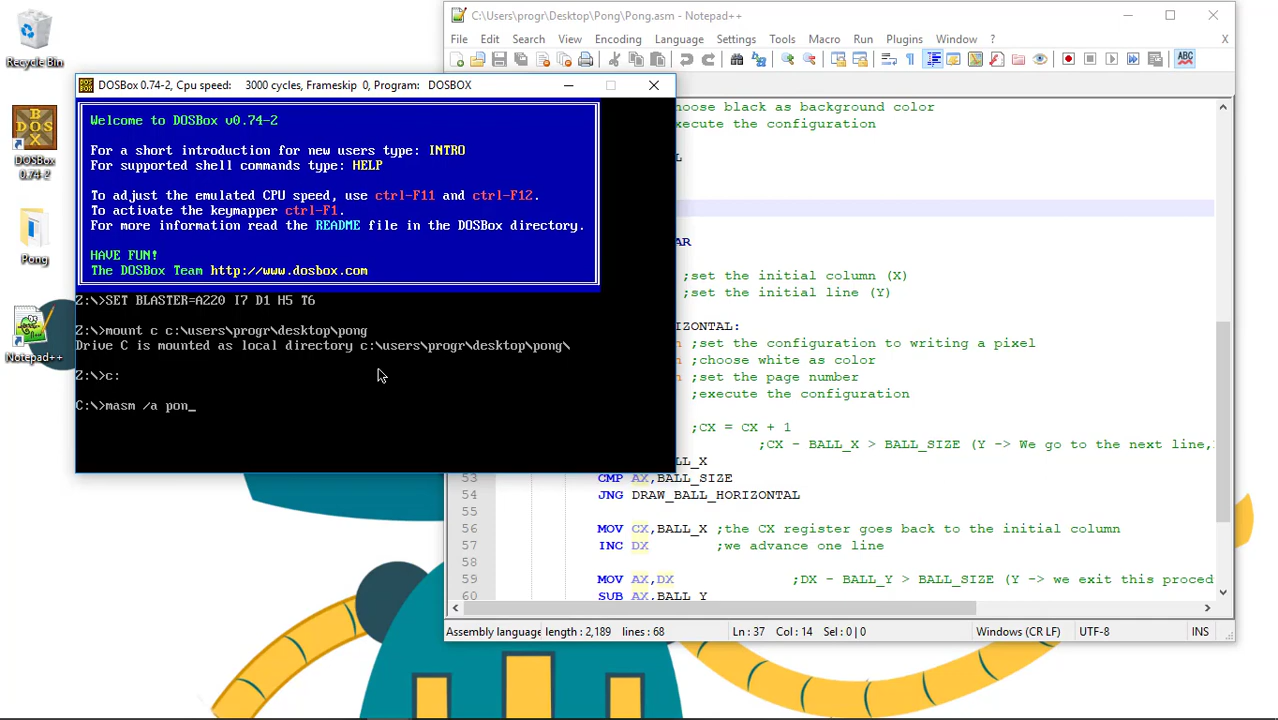 Recycle Bin
DOSBox
0.74-2
Pong
Notepad++
DOSBox 0.74-2, Cpu speed: 3000 cycles, Frameskip 0, Program: DOSBOX
Welcome to DOSBox v0.74-2
For a short introduction for new users type: INTRO
For supported shell commands type: HELP
To adjust the emulated CPU speed, use ctrl-F11 and ctrl-F12.
To activate the keymapper ctrl-F1.
For more information read the README file in the DOSBox directory.
HAVE FUN!
The DOSBox Team http://www.dosbox.com
Z:\>SET BLASTER=A220 I7 D1 H5 T6
Z:\>mount c c:\users\progr\desktop\pong
Drive C is mounted as local directory c:\users\progr\desktop\pong\
Z:\>c:
C:\>masm /a pon_
C:\Users\progr\Desktop\Pong\Pong.asm - Notepad++
File Edit Search View Encoding Language Settings Tools Macro Run Plugins Window ? X
oose black as background color
xecute the configuration
L
AR
;set the initial column (X)
;set the initial line (Y)
IZONTAL:
h ;set the configuration to writing a pixel
h ;choose white as color
h ;set the page number
;execute the configuration
;CX = CX + 1
;CX - BALL_X > BALL_SIZE (Y -> We go to the next line,
LL_X
53 CMP AX,BALL_SIZE
54 JNG DRAW_BALL_HORIZONTAL
55
56 MOV CX,BALL_X ;the CX register goes back to the initial column
57 INC DX ;we advance one line
58
59 MOV AX,DX ;DX - BALL_Y > BALL_SIZE (Y -> we exit this proced
60 SUB AX,BALL_Y
Assembly language length : 2,189 lines : 68 Ln : 37 Col : 14 Sel : 0 | 0 Windows (CR LF) UTF-8 INS